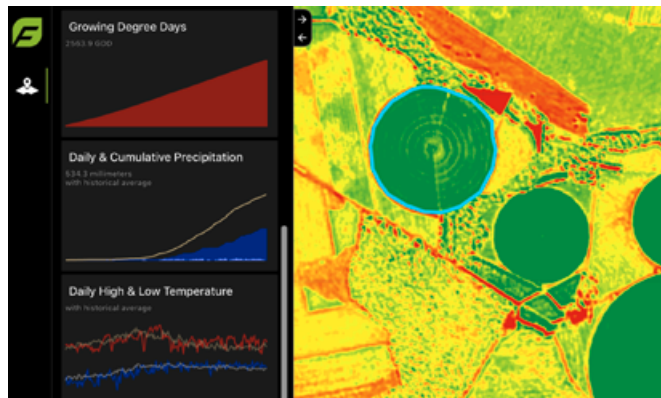 Growing Degree Days
2563.9 GDD
Daily & Cumulative Precipitation
534.3 millimeters
with historical average
Daily High & Low Temperature
with historical average